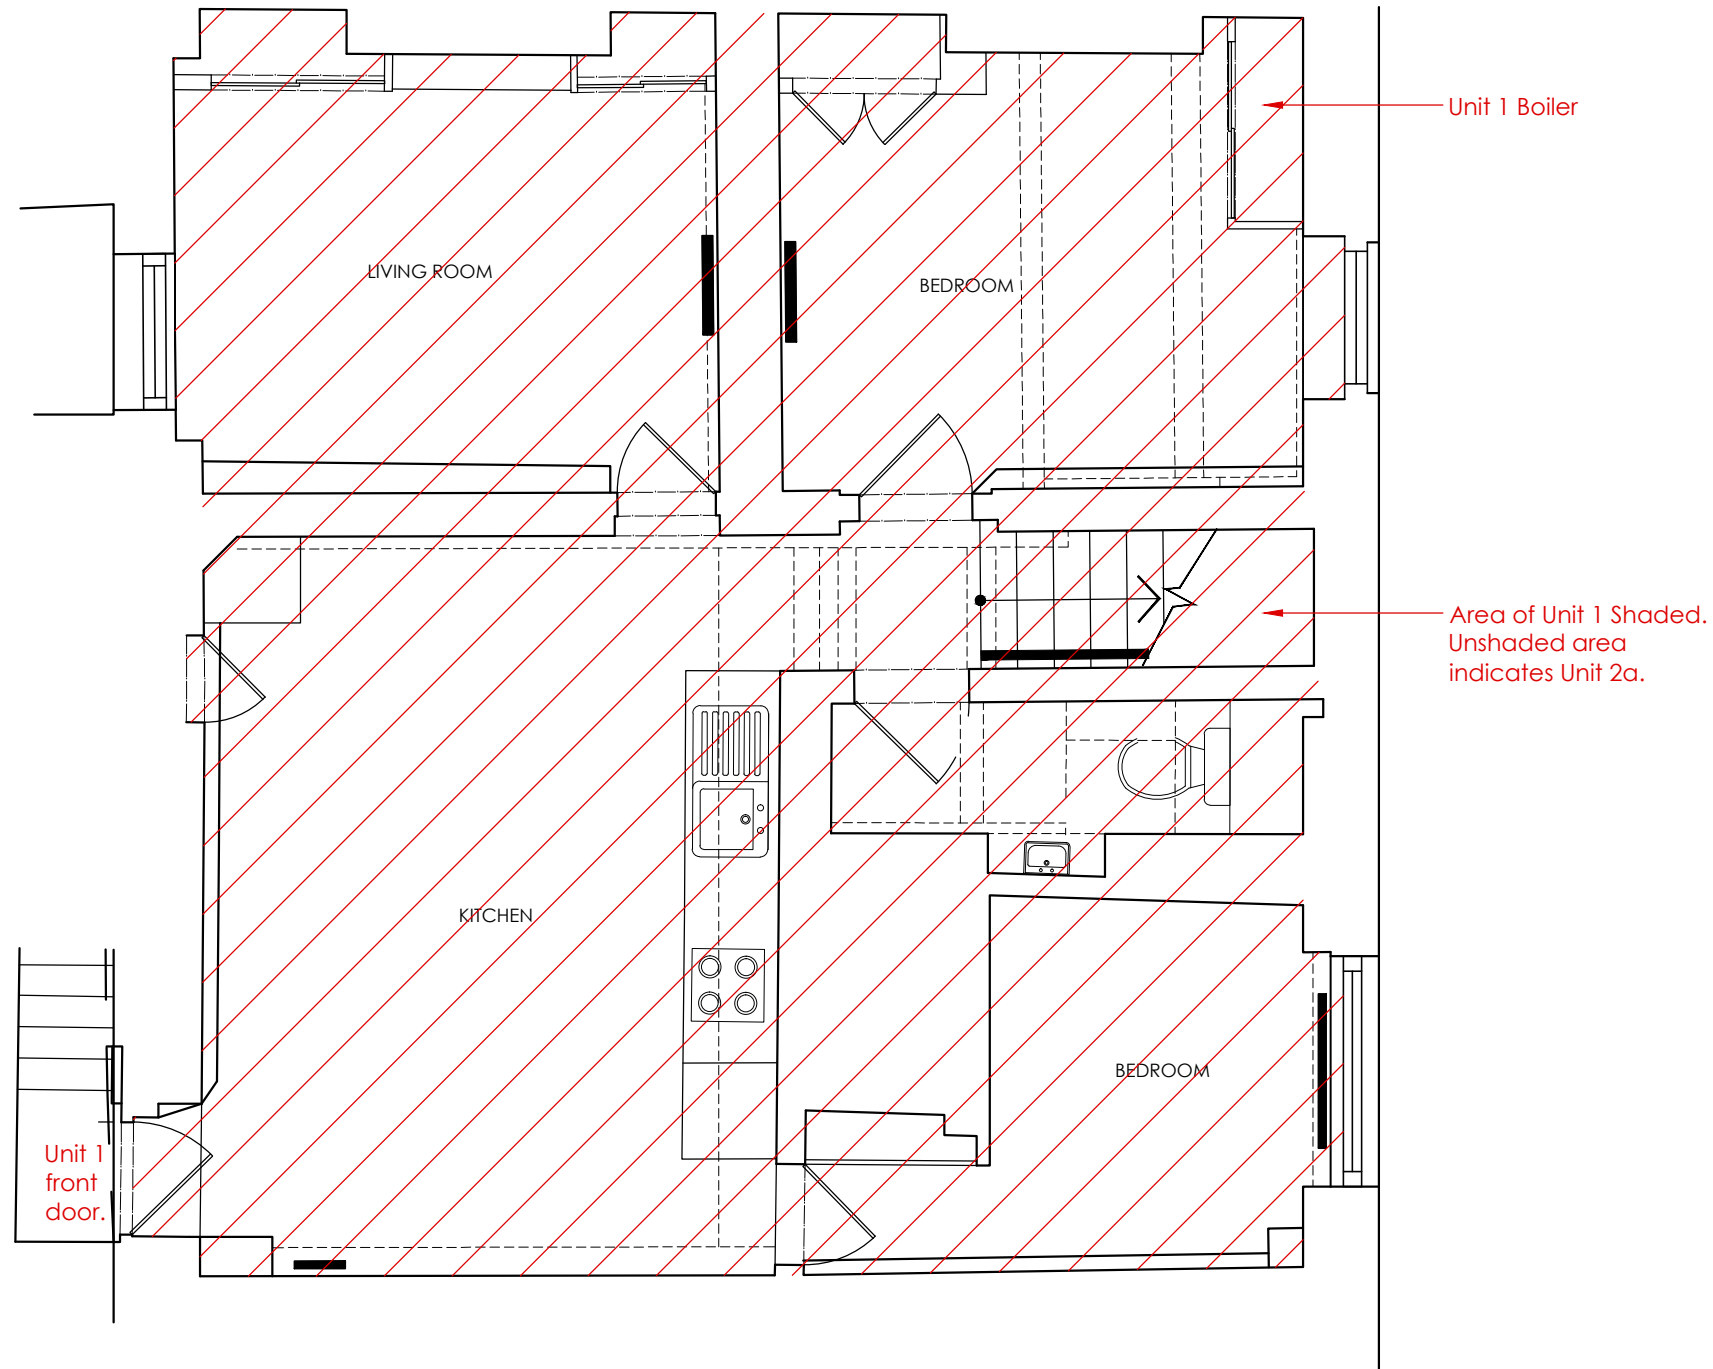 Unit 1 Boiler
LIVING ROOM
BEDROOM
Area of Unit 1 Shaded.
Unshaded area
indicates Unit 2a.
KITCHEN
BEDROOM
Unit 1
front
door.